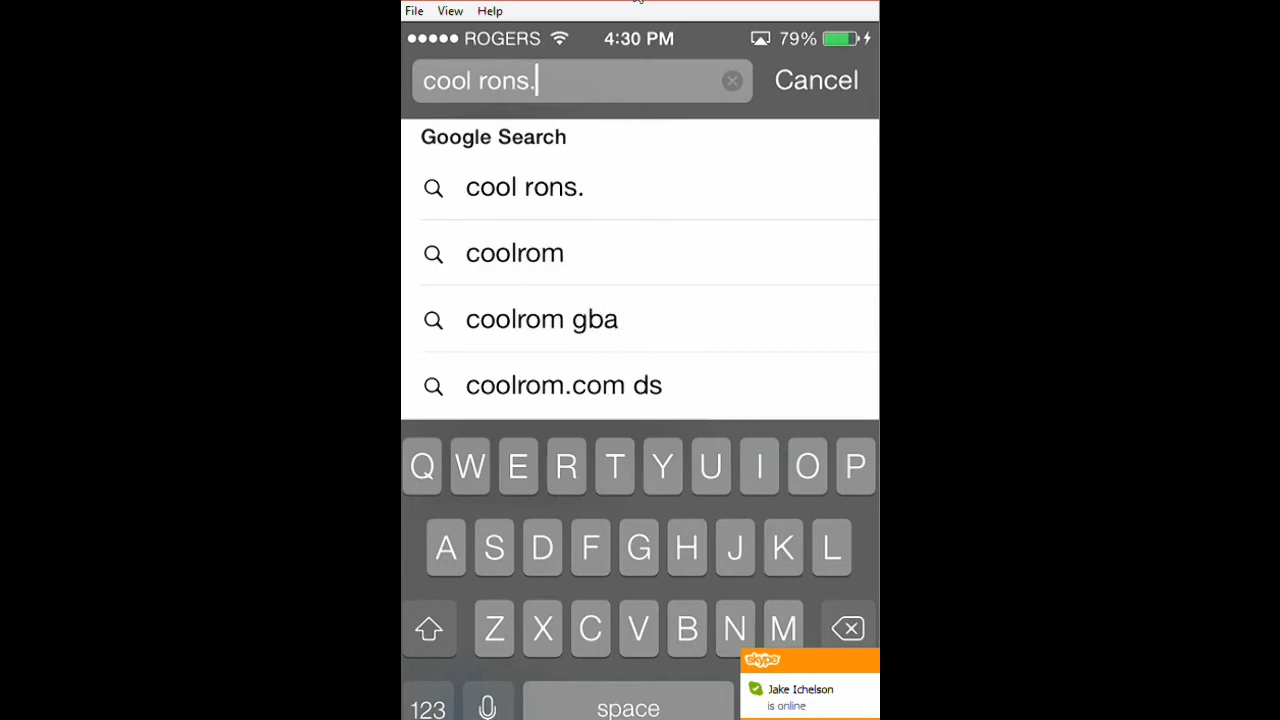 File View Help
ROGERS 4:30 PM 79%
cool rons. Cancel
Google Search
cool rons.
coolrom
coolrom gba
coolrom.com ds
Q W E R T Y U I O P
A S D F G H J K L
Z X C V B N M
skype
123 space Jake Ichelson
is online